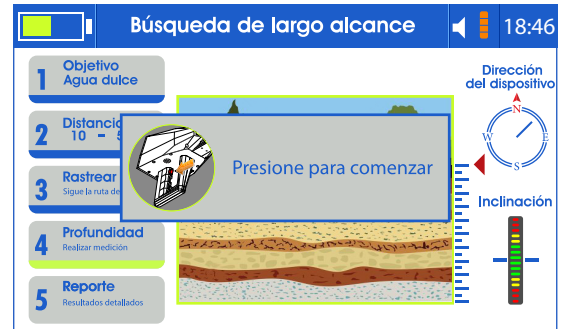 Búsqueda de largo alcance
18:46
1
Objetivo
Agua dulce
2
Distancia
10 -
3
Rastrear
Sigue la ruta de
4
Profundidad
Realizar medición
5
Reporte
Resultados detallados
Presione para comenzar
Dirección
del dispositivo
N
W
E
S
Inclinación